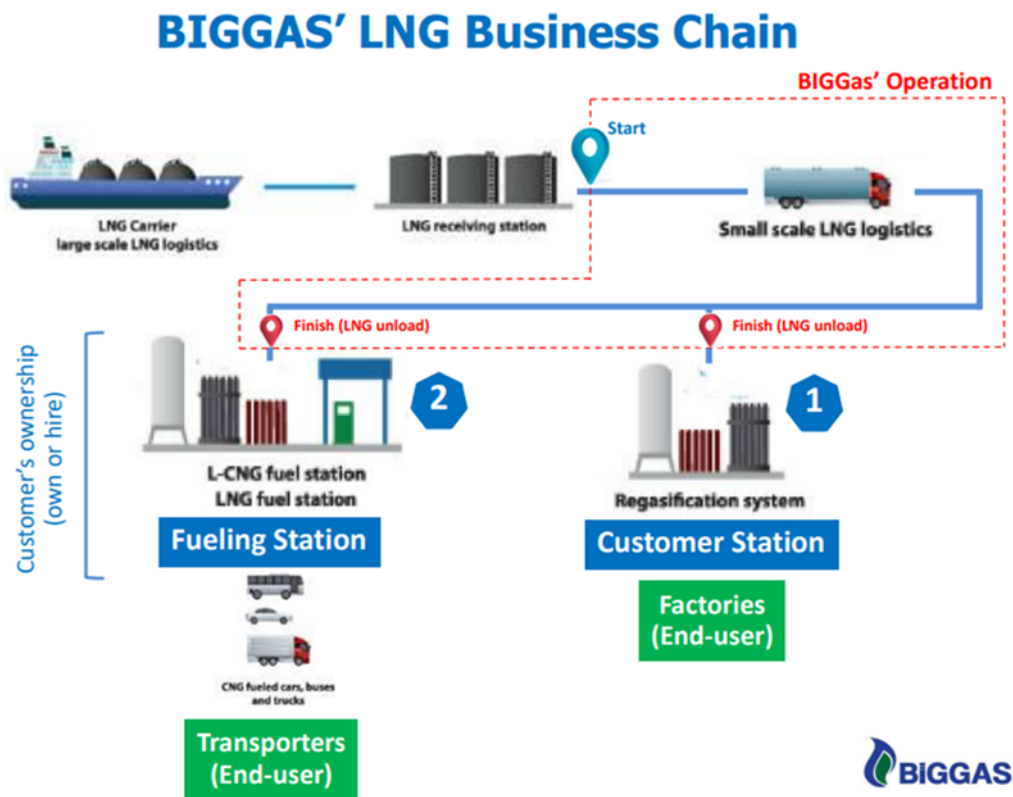 BIGGAS’ LNG Business Chain
BIGGas’ Operation
Start
LNG Carrier
large scale LNG logistics
LNG receiving station
Small scale LNG logistics
Finish (LNG unload)
Finish (LNG unload)
Customer’s ownership
(own or hire)
2
1
L-CNG fuel station
LNG fuel station
Regasification system
Fueling Station
Customer Station
Factories
(End-user)
CNG fueled cars, buses
and trucks
Transporters
(End-user)
BIGGAS